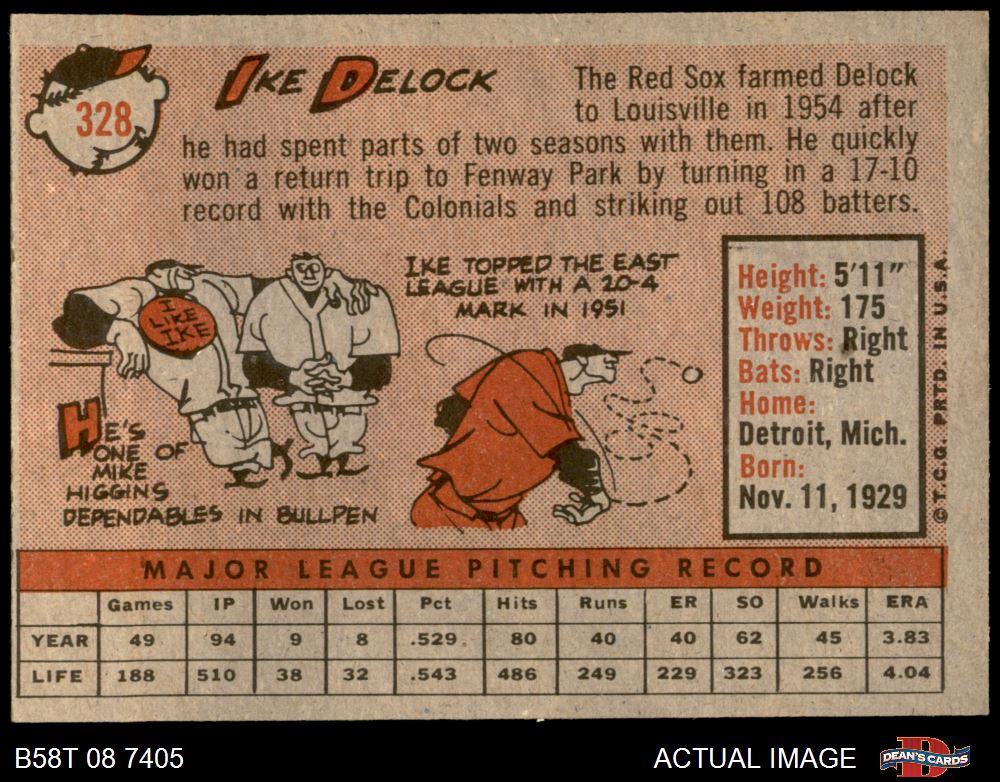 328
IKE DELOCK
The Red Sox farmed Delock
to Louisville in 1954 after
he had spent parts of two seasons with them. He quickly
won a return trip to Fenway Park by turning in a 17-10
record with the Colonials and striking out 108 batters.
I
LIKE
IKE
HE'S
ONE OF
MIKE
HIGGINS
DEPENDABLES IN BULLPEN
IKE TOPPED THE EAST
LEAGUE WITH A 20-4
MARK IN 1951
Height: 5'11"
Weight: 175
Throws: Right
Bats: Right
Home:
Detroit, Mich.
Born:
Nov. 11, 1929
©T.C.G. PRTD. IN U.S.A.
MAJOR LEAGUE PITCHING RECORD
Games IP Won Lost Pct Hits Runs ER SO Walks ERA
YEAR 49 94 9 8 .529 80 40 40 62 45 3.83
LIFE 188 510 38 32 .543 486 249 229 323 256 4.04
B58T 08 7405
ACTUAL IMAGE
D
DEAN'S CARDS